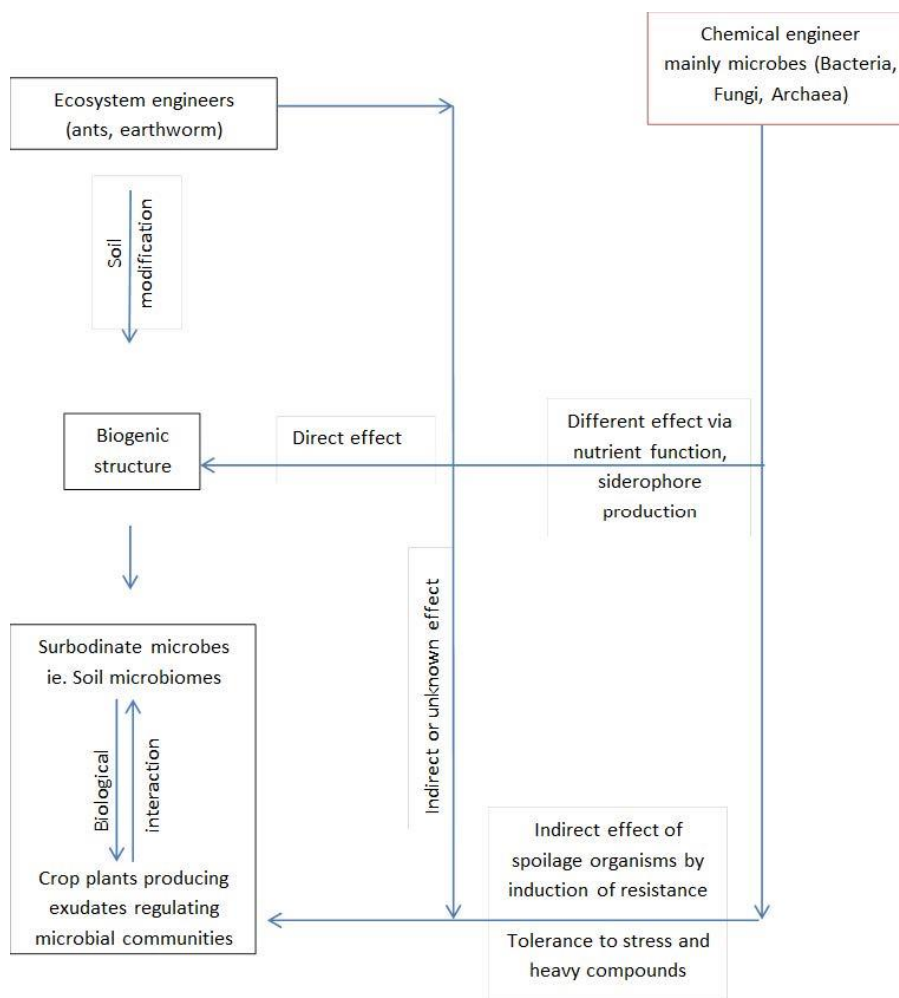 Chemical engineer
mainly microbes (Bacteria,
Fungi, Archaea)
Ecosystem engineers
(ants, earthworm)
Soil
modification
Biogenic
structure
Direct effect
Different effect via
nutrient function,
siderophore
production
Surbodinate microbes
ie. Soil microbiomes
Biological
interaction
Crop plants producing
exudates regulating
microbial communities
Indirect or unknown effect
Indirect effect of
spoilage organisms by
induction of resistance
Tolerance to stress and
heavy compounds